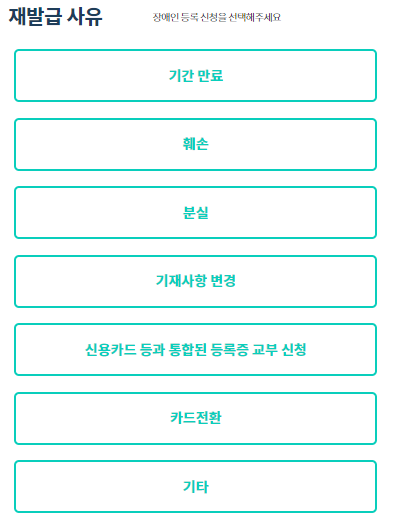 재발급 사유
장애인 등록 신청을 선택해주세요
기간 만료
훼손
분실
기재사항 변경
신용카드 등과 통합된 등록증 교부 신청
카드전환
기타